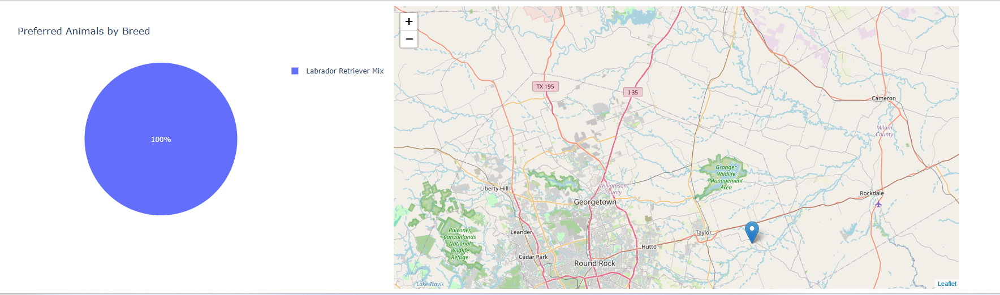 Preferred Animals by Breed
Labrador Retriever Mix
100%
+
−
TX 195
I 35
Cameron
Milam
County
Granger
Wildlife
Management
Area
Liberty Hill
Williamson
County
Georgetown
Rockdale
Leander
Balcones
Canyonlands
National
Wildlife
Refuge
Taylor
Hutto
Cedar Park
Round Rock
Lake Travis
Leaflet